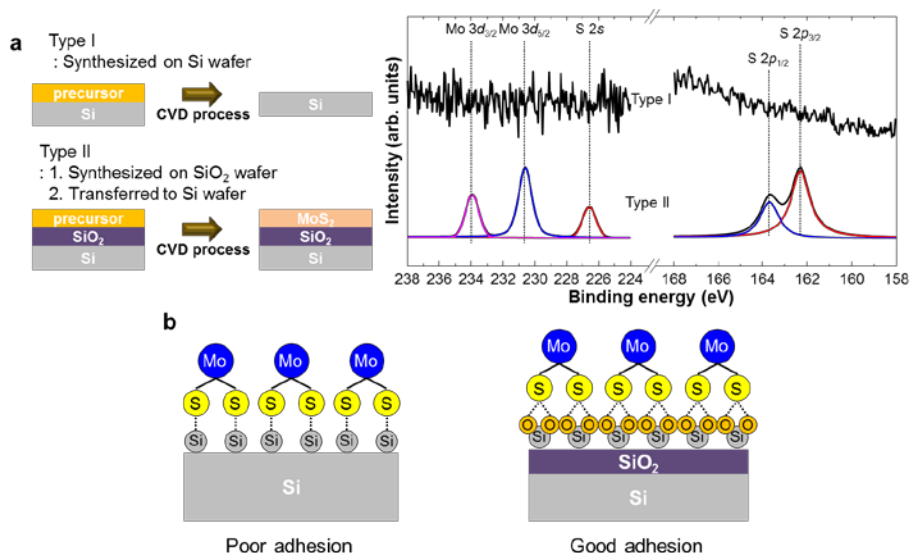 a
Type I
: Synthesized on Si wafer
precursor
Si
CVD process
Si
Type II
: 1. Synthesized on SiO₂ wafer
2. Transferred to Si wafer
precursor
SiO₂
Si
CVD process
MoS₂
SiO₂
Si
Mo 3d₃/₂ Mo 3d₅/₂ S 2s
S 2p₃/₂
S 2p₁/₂
Type I
Type II
Intensity (arb. units)
238 236 234 232 230 228 226 224 168 166 164 162 160 158
Binding energy (eV)
b
Mo Mo Mo
S S S S S S
Si Si Si Si Si Si
Si
Poor adhesion
Mo Mo Mo
S S S S S S
O O O O O O O O O O O O
Si Si Si Si Si Si
SiO₂
Si
Good adhesion